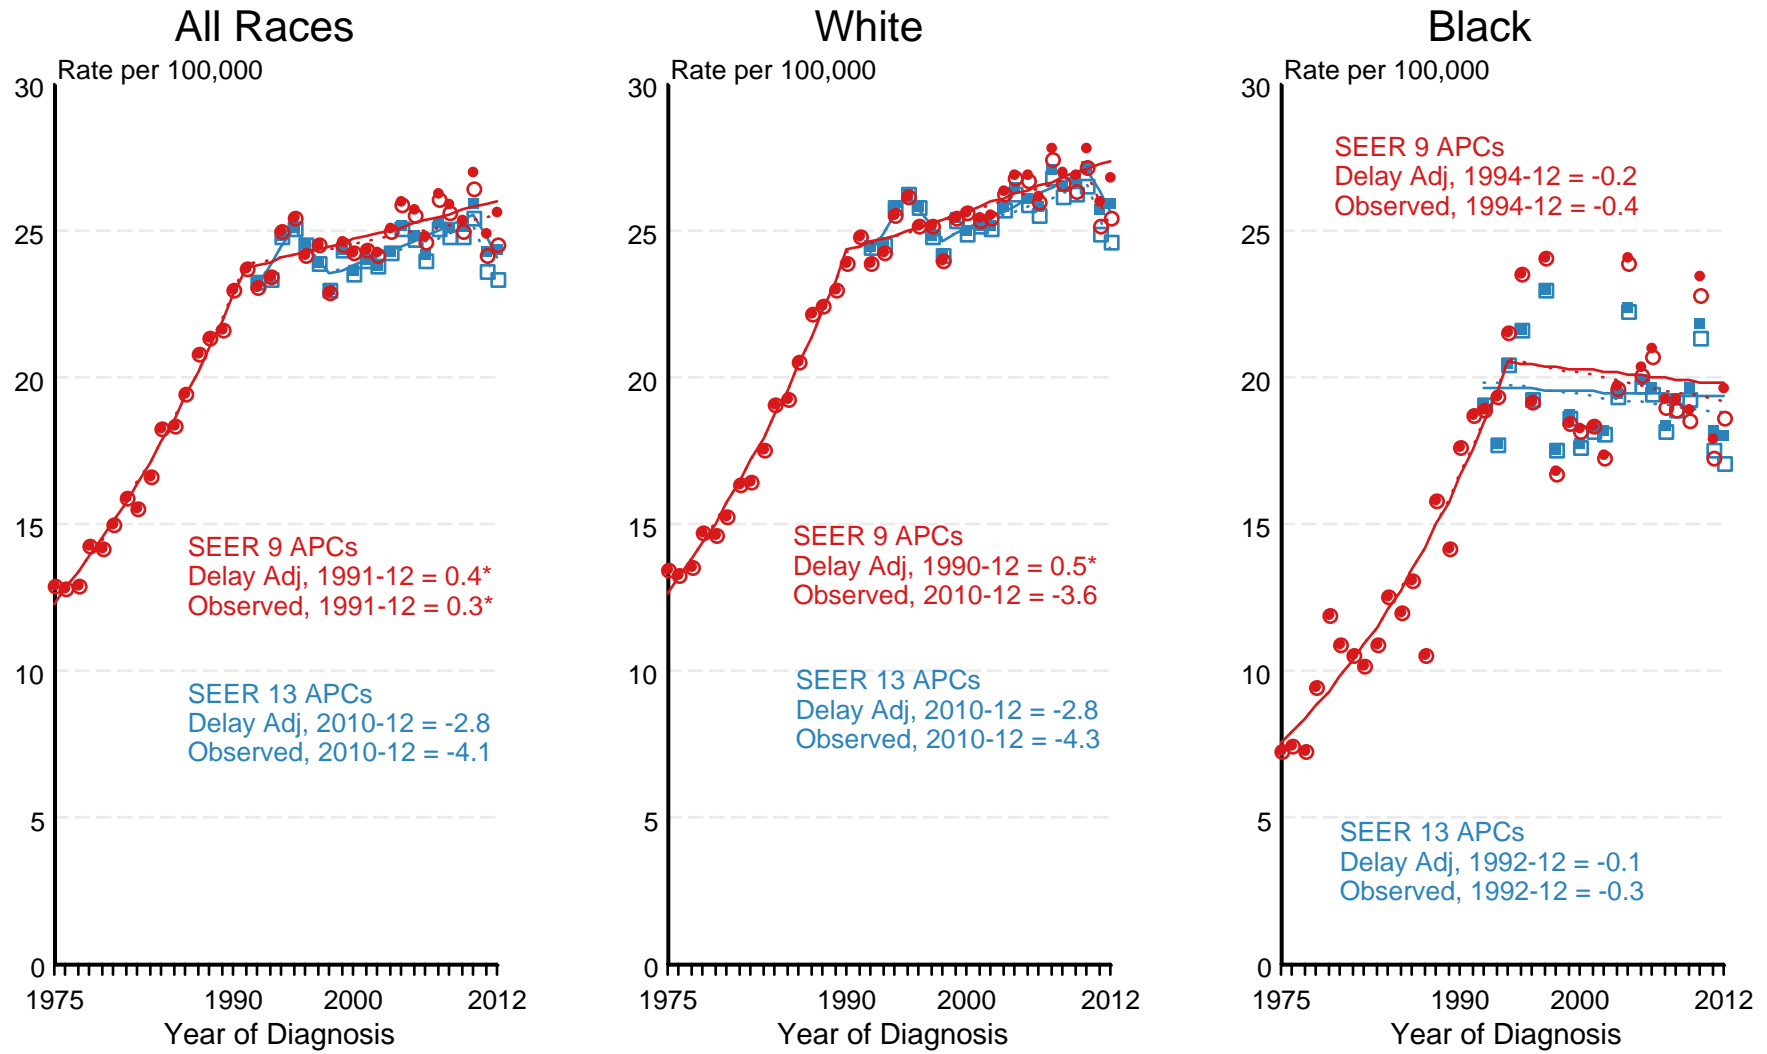 All Races
Rate per 100,000
30
25
20
15
10
5
0
SEER 9 APCs
Delay Adj, 1991-12 = 0.4*
Observed, 1991-12 = 0.3*
SEER 13 APCs
Delay Adj, 2010-12 = -2.8
Observed, 2010-12 = -4.1
1975 1990 2000 2012
Year of Diagnosis
White
Rate per 100,000
30
25
20
15
10
5
0
SEER 9 APCs
Delay Adj, 1990-12 = 0.5*
Observed, 2010-12 = -3.6
SEER 13 APCs
Delay Adj, 2010-12 = -2.8
Observed, 2010-12 = -4.3
1975 1990 2000 2012
Year of Diagnosis
Black
Rate per 100,000
30
25
20
15
10
5
0
SEER 9 APCs
Delay Adj, 1994-12 = -0.2
Observed, 1994-12 = -0.4
SEER 13 APCs
Delay Adj, 1992-12 = -0.1
Observed, 1992-12 = -0.3
1975 1990 2000 2012
Year of Diagnosis